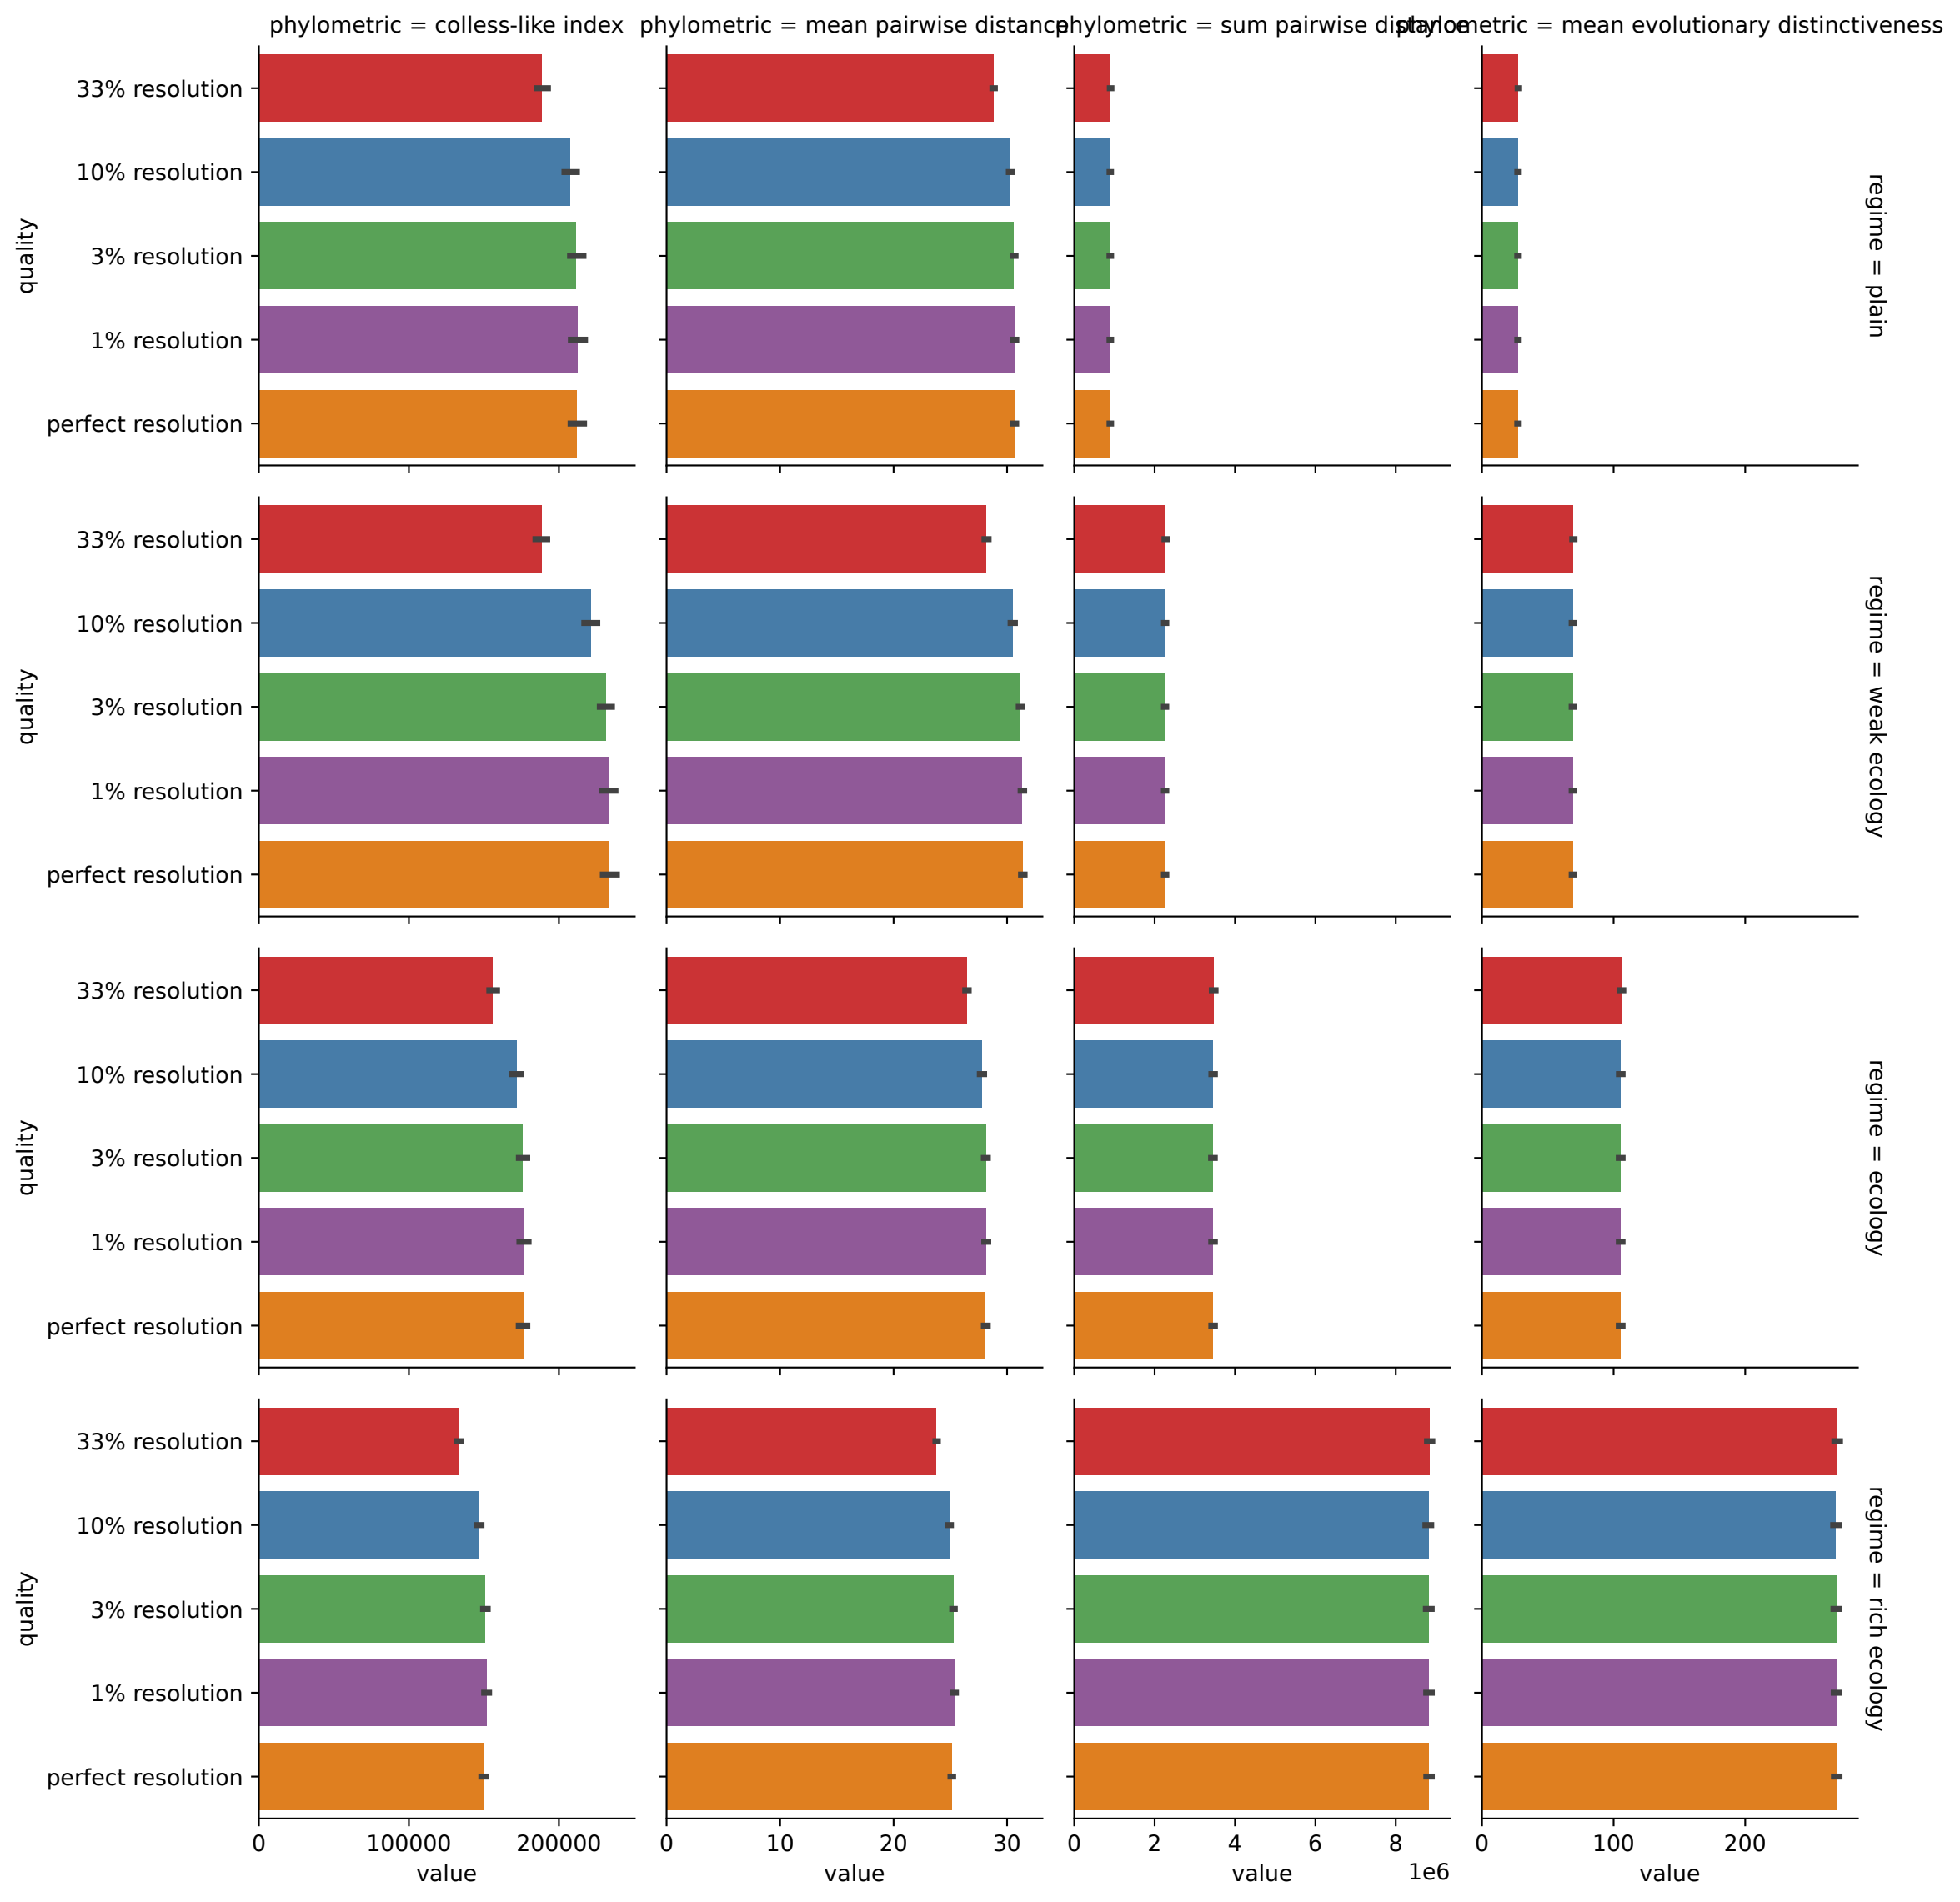 phylometric = colless-like index
phylometric = mean pairwise distance
phylometric = sum pairwise distance
phylometric = mean evolutionary distinctiveness
quality
33% resolution
10% resolution
3% resolution
1% resolution
perfect resolution
regime = plain
quality
33% resolution
10% resolution
3% resolution
1% resolution
perfect resolution
regime = weak ecology
quality
33% resolution
10% resolution
3% resolution
1% resolution
perfect resolution
regime = ecology
quality
33% resolution
10% resolution
3% resolution
1% resolution
perfect resolution
regime = rich ecology
0 100000 200000
value
0 10 20 30
value
0 2 4 6 8
1e6
value
0 100 200
value